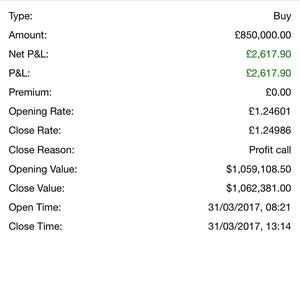 Type: Buy
Amount: £850,000.00
Net P&L: £2,617.90
P&L: £2,617.90
Premium: £0.00
Opening Rate: £1.24601
Close Rate: £1.24986
Close Reason: Profit call
Opening Value: $1,059,108.50
Close Value: $1,062,381.00
Open Time: 31/03/2017, 08:21
Close Time: 31/03/2017, 13:14